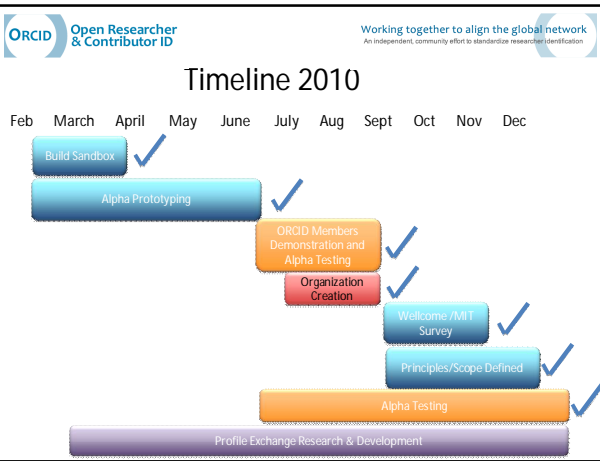 ORCID
Open Researcher
& Contributor ID
Working together to align the global network
An independent, community effort to standardize researcher identification
Timeline 2010
Feb March April May June July Aug Sept Oct Nov Dec
Build Sandbox
Alpha Prototyping
ORCID Members
Demonstration and
Alpha Testing
Organization
Creation
Wellcome /MIT
Survey
Principles/Scope Defined
Alpha Testing
Profile Exchange Research & Development